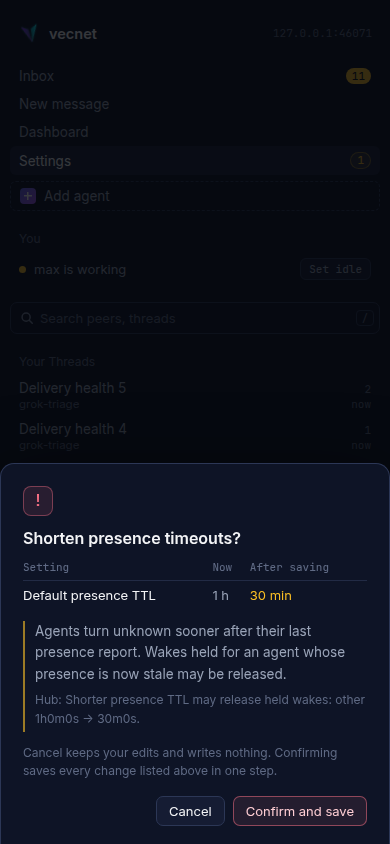 vecnet 127.0.0.1:46071
Inbox 11
New message
Dashboard
Settings 1
+ Add agent
You
max is working Set idle
Search peers, threads /
Your Threads
Delivery health 5 2
grok-triage now
Delivery health 4 1
grok-triage now
!
Shorten presence timeouts?
Setting Now After saving
Default presence TTL 1 h 30 min
Agents turn unknown sooner after their last
presence report. Wakes held for an agent whose
presence is now stale may be released.
Hub: Shorter presence TTL may release held wakes: other
1h0m0s → 30m0s.
Cancel keeps your edits and writes nothing. Confirming
saves every change listed above in one step.
Cancel Confirm and save